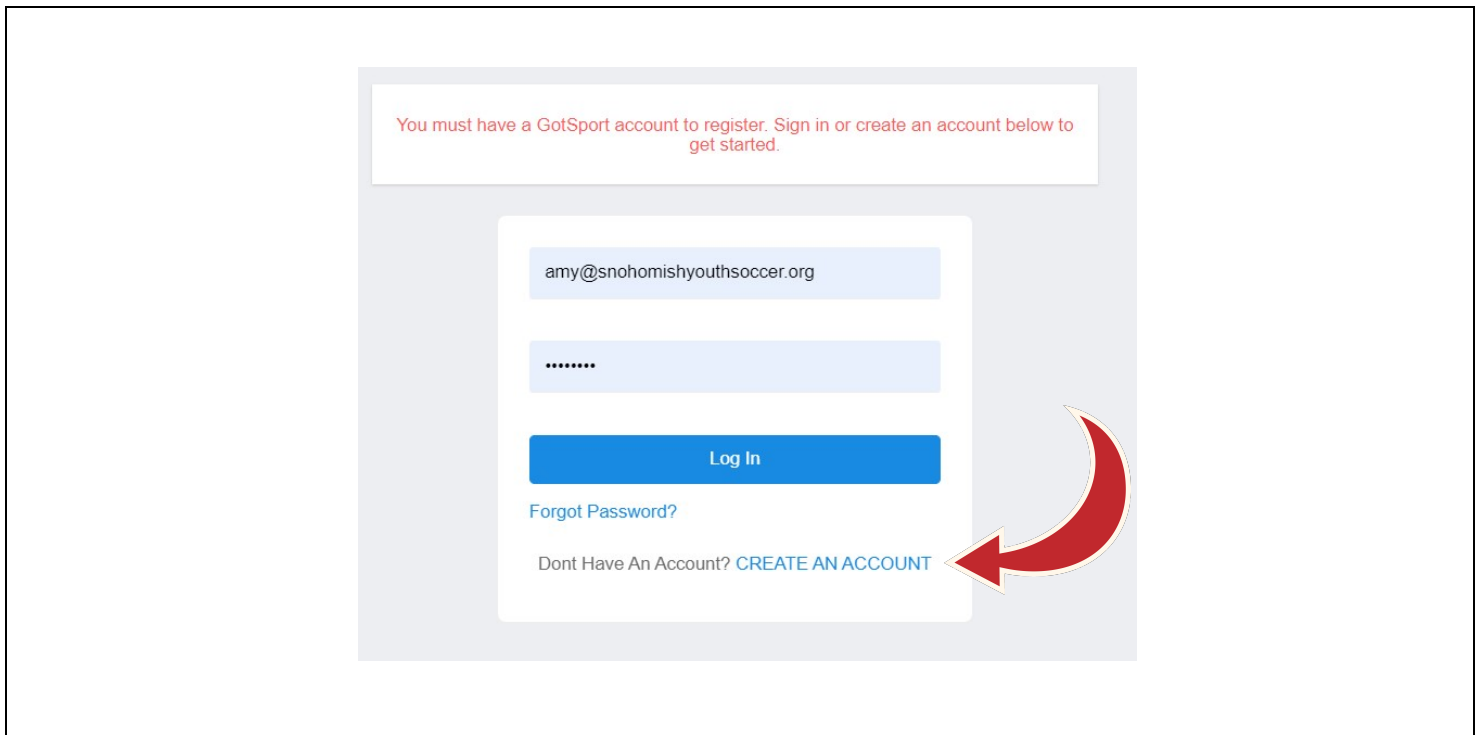 You must have a GotSport account to register. Sign in or create an account below to
get started.
amy@snohomishyouthsoccer.org
••••••••
Log In
Forgot Password?
Dont Have An Account? CREATE AN ACCOUNT